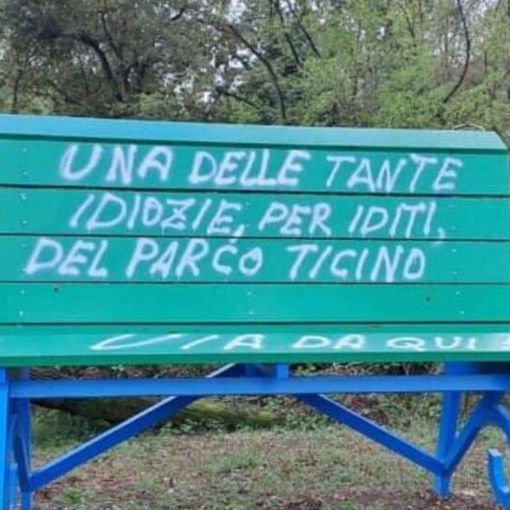 UNA DELLE TANTE
IDIOZIE, PER IDITI,
DEL PARCO TICINO
VIA DA QUI